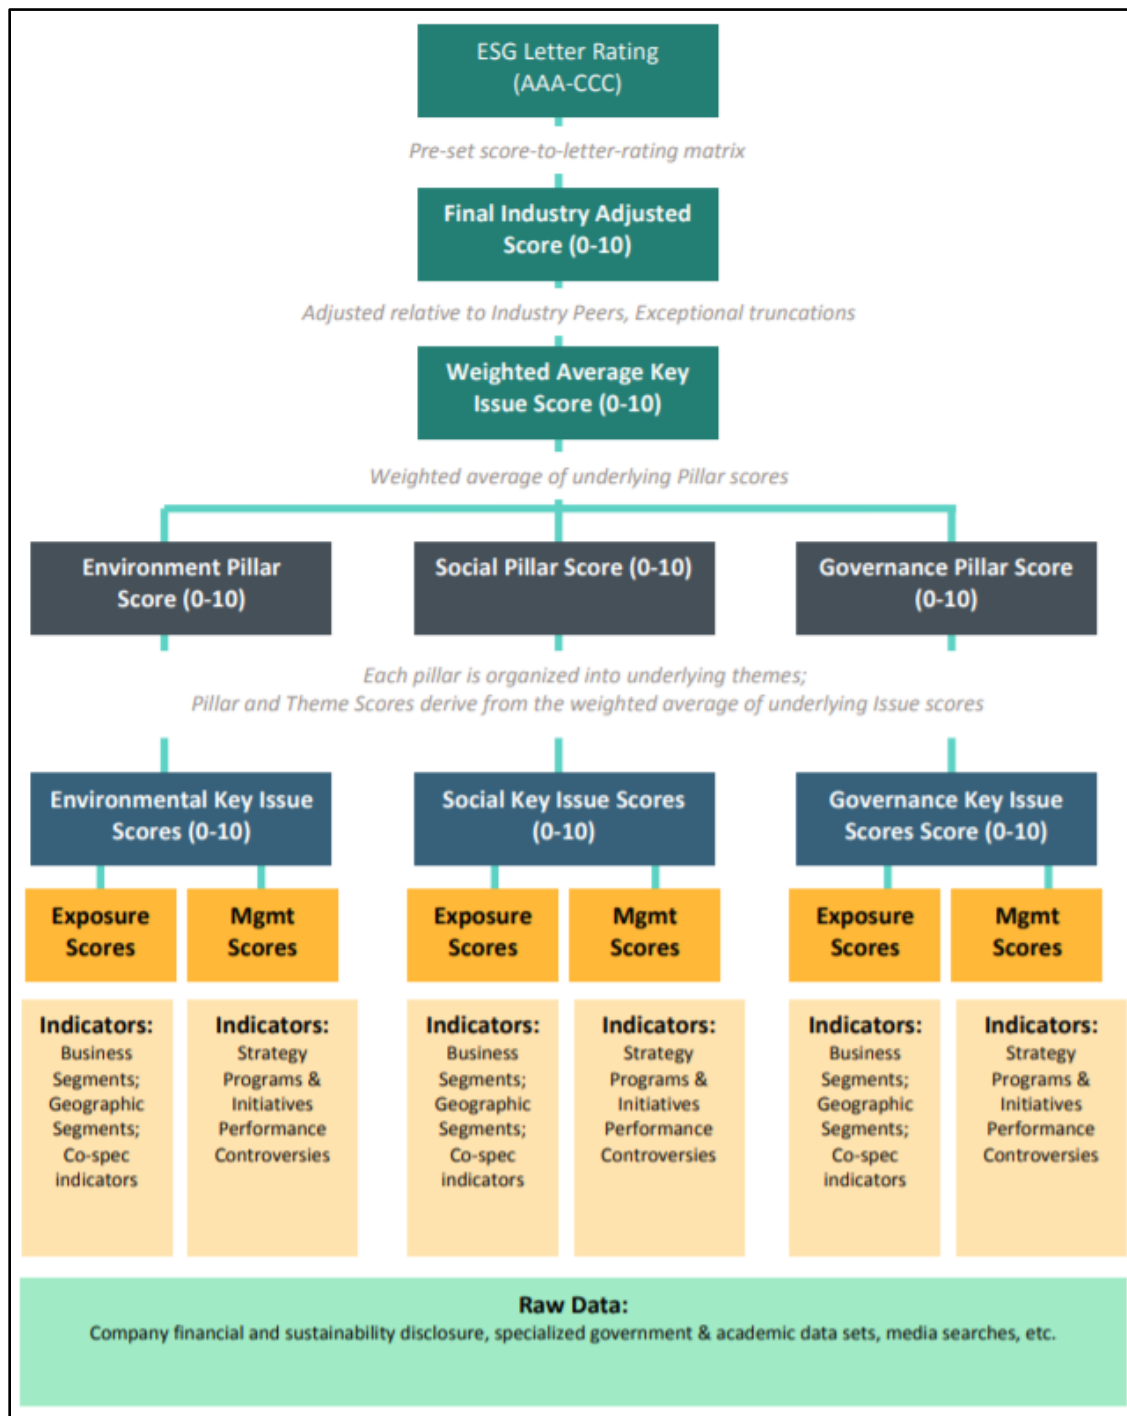 ESG Letter Rating
(AAA-CCC)
Pre-set score-to-letter-rating matrix
Final Industry Adjusted
Score (0-10)
Adjusted relative to Industry Peers, Exceptional truncations
Weighted Average Key
Issue Score (0-10)
Weighted average of underlying Pillar scores
Environment Pillar
Score (0-10)
Social Pillar Score (0-10)
Governance Pillar Score
(0-10)
Each pillar is organized into underlying themes;
Pillar and Theme Scores derive from the weighted average of underlying Issue scores
Environmental Key Issue
Scores (0-10)
Social Key Issue Scores
(0-10)
Governance Key Issue
Scores Score (0-10)
Exposure
Scores
Mgmt
Scores
Exposure
Scores
Mgmt
Scores
Exposure
Scores
Mgmt
Scores
Indicators:
Business
Segments;
Geographic
Segments;
Co-spec
indicators
Indicators:
Strategy
Programs &
Initiatives
Performance
Controversies
Indicators:
Business
Segments;
Geographic
Segments;
Co-spec
indicators
Indicators:
Strategy
Programs &
Initiatives
Performance
Controversies
Indicators:
Business
Segments;
Geographic
Segments;
Co-spec
indicators
Indicators:
Strategy
Programs &
Initiatives
Performance
Controversies
Raw Data:
Company financial and sustainability disclosure, specialized government & academic data sets, media searches, etc.